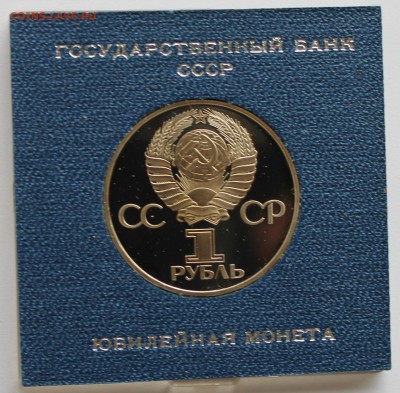 ГОСУДАРСТВЕННЫЙ БАНК
СССР
СС СР
1
РУБЛЬ
ЮБИЛЕЙНАЯ МОНЕТА